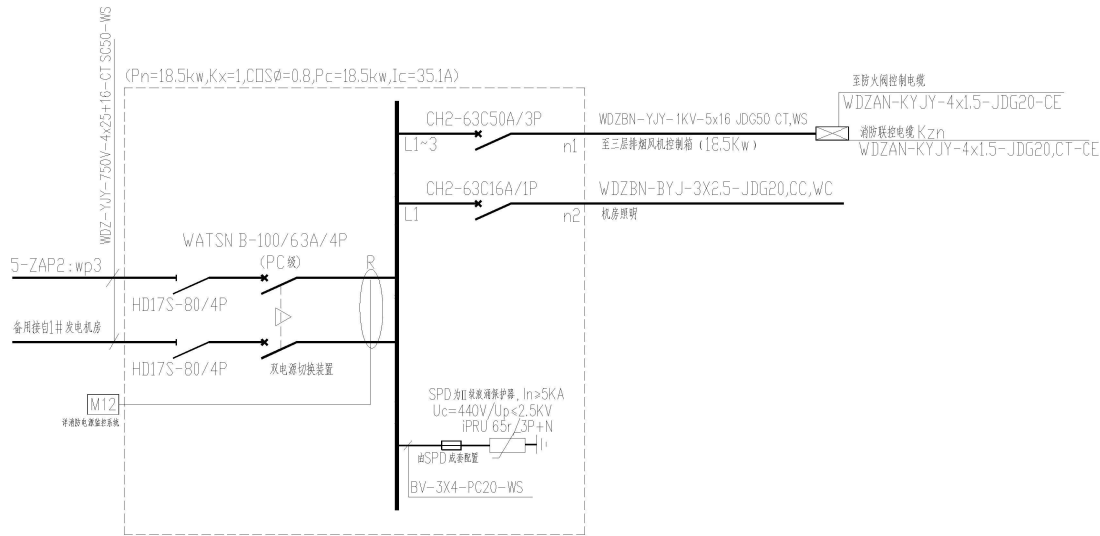 WDZ-YJY-750V-4x25+16-CT SC50-WS
(Pn=18.5kw,Kx=1,COSø=0.8,Pc=18.5kw,Ic=35.1A)
CH2-63C50A/3P
L1~3
n1
WDZBN-YJY-1KV-5x16 JDG50 CT,WS
至三层排烟风机控制箱（18.5Kw）
至防火阀控制电缆
WDZAN-KYJY-4x1.5-JDG20-CE
消防联控电缆 Kzn
WDZAN-KYJY-4x1.5-JDG20,CT-CE
CH2-63C16A/1P
L1
n2
WDZBN-BYJ-3X2.5-JDG20,CC,WC
机房照明
WATSN B-100/63A/4P
(PC级)
R
5-ZAP2:wp3
HD17S-80/4P
备用接自1#发电机房
HD17S-80/4P
双电源切换装置
M12
详消防电源监控系统
SPD为II级浪涌保护器, In≥5KA
Uc=440V/Up≤2.5KV
iPRU 65r 3P+N
由SPD成套配置
BV-3X4-PC20-WS